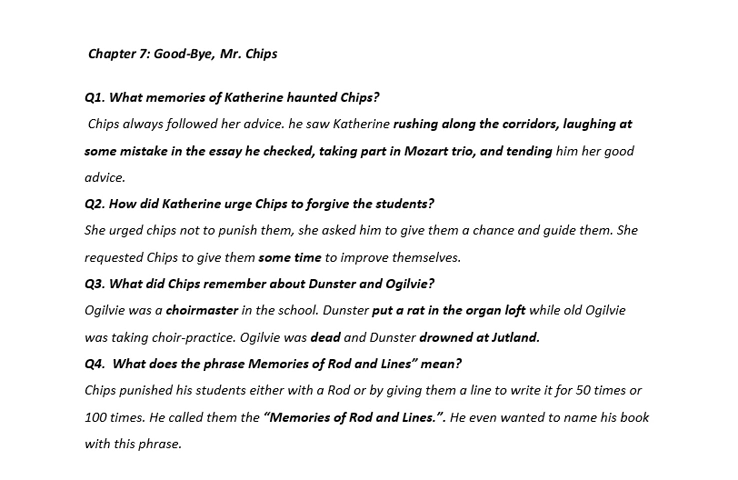 Chapter 7: Good-Bye, Mr. Chips
Q1. What memories of Katherine haunted Chips?
Chips always followed her advice. he saw Katherine rushing along the corridors, laughing at
some mistake in the essay he checked, taking part in Mozart trio, and tending him her good
advice.
Q2. How did Katherine urge Chips to forgive the students?
She urged chips not to punish them, she asked him to give them a chance and guide them. She
requested Chips to give them some time to improve themselves.
Q3. What did Chips remember about Dunster and Ogilvie?
Ogilvie was a choirmaster in the school. Dunster put a rat in the organ loft while old Ogilvie
was taking choir-practice. Ogilvie was dead and Dunster drowned at Jutland.
Q4. What does the phrase Memories of Rod and Lines” mean?
Chips punished his students either with a Rod or by giving them a line to write it for 50 times or
100 times. He called them the “Memories of Rod and Lines.”. He even wanted to name his book
with this phrase.